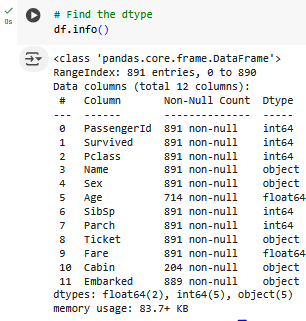 # Find the dtype
df.info()
0s
<class 'pandas.core.frame.DataFrame'>
RangeIndex: 891 entries, 0 to 890
Data columns (total 12 columns):
 #   Column       Non-Null Count  Dtype
---  ------       --------------  -----
 0   PassengerId  891 non-null    int64
 1   Survived     891 non-null    int64
 2   Pclass       891 non-null    int64
 3   Name         891 non-null    object
 4   Sex          891 non-null    object
 5   Age          714 non-null    float64
 6   SibSp        891 non-null    int64
 7   Parch        891 non-null    int64
 8   Ticket       891 non-null    object
 9   Fare         891 non-null    float64
 10  Cabin        204 non-null    object
 11  Embarked     889 non-null    object
dtypes: float64(2), int64(5), object(5)
memory usage: 83.7+ KB